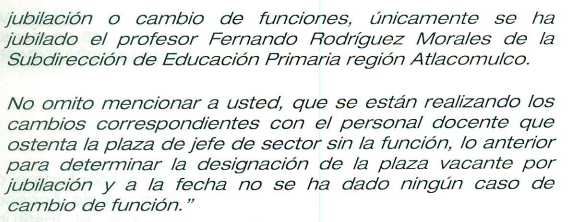 jubilación o cambio de funciones, únicamente se ha
jubilado el profesor Fernando Rodríguez Morales de la
Subdirección de Educación Primaria región Atlacomulco.

No omito mencionar a usted, que se están realizando los
cambios correspondientes con el personal docente que
ostenta la plaza de jefe de sector sin la función, lo anterior
para determinar la designación de la plaza vacante por
jubilación y a la fecha no se ha dado ningún caso de
cambio de función.”